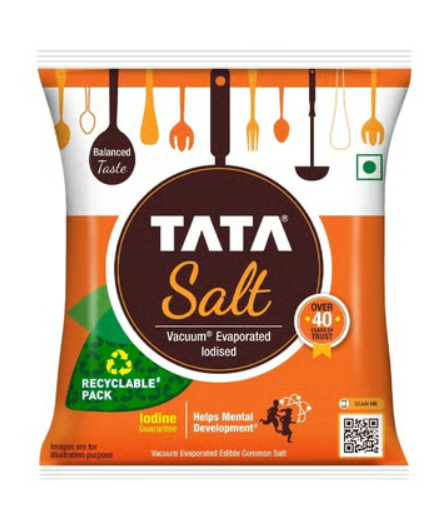 Balanced
Taste
TATA®
Salt
Vacuum® Evaporated
Iodised
OVER
40
YEARS OF
TRUST
RECYCLABLE#
PACK
Iodine
Guarantee
Helps Mental
Development†
SCAN ME
Images are for
illustration purpose
Vacuum Evaporated Edible Common Salt